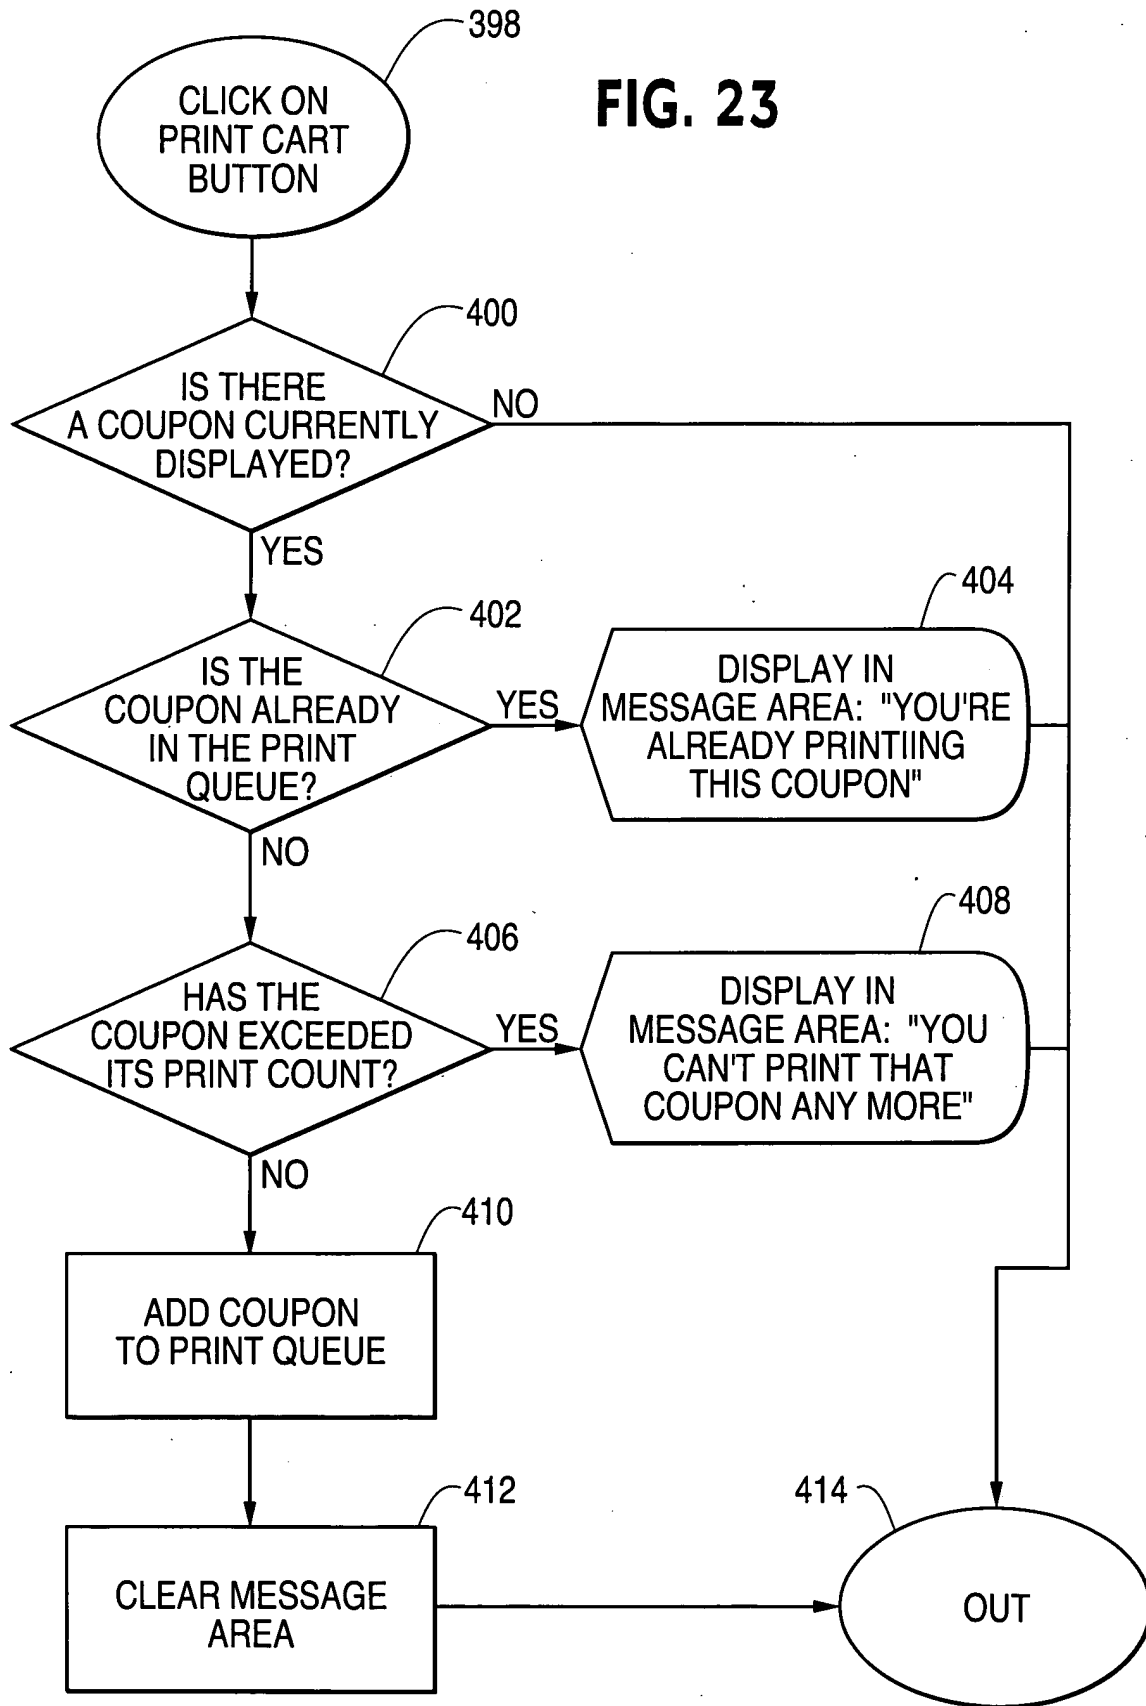 398
FIG. 23
CLICK ON
PRINT CART
BUTTON
400
IS THERE
A COUPON CURRENTLY
DISPLAYED?
NO
YES
402
IS THE
COUPON ALREADY
IN THE PRINT
QUEUE?
YES
404
DISPLAY IN
MESSAGE AREA: "YOU'RE
ALREADY PRINTIING
THIS COUPON"
NO
406
HAS THE
COUPON EXCEEDED
ITS PRINT COUNT?
YES
408
DISPLAY IN
MESSAGE AREA: "YOU
CAN'T PRINT THAT
COUPON ANY MORE"
NO
410
ADD COUPON
TO PRINT QUEUE
412
CLEAR MESSAGE
AREA
414
OUT